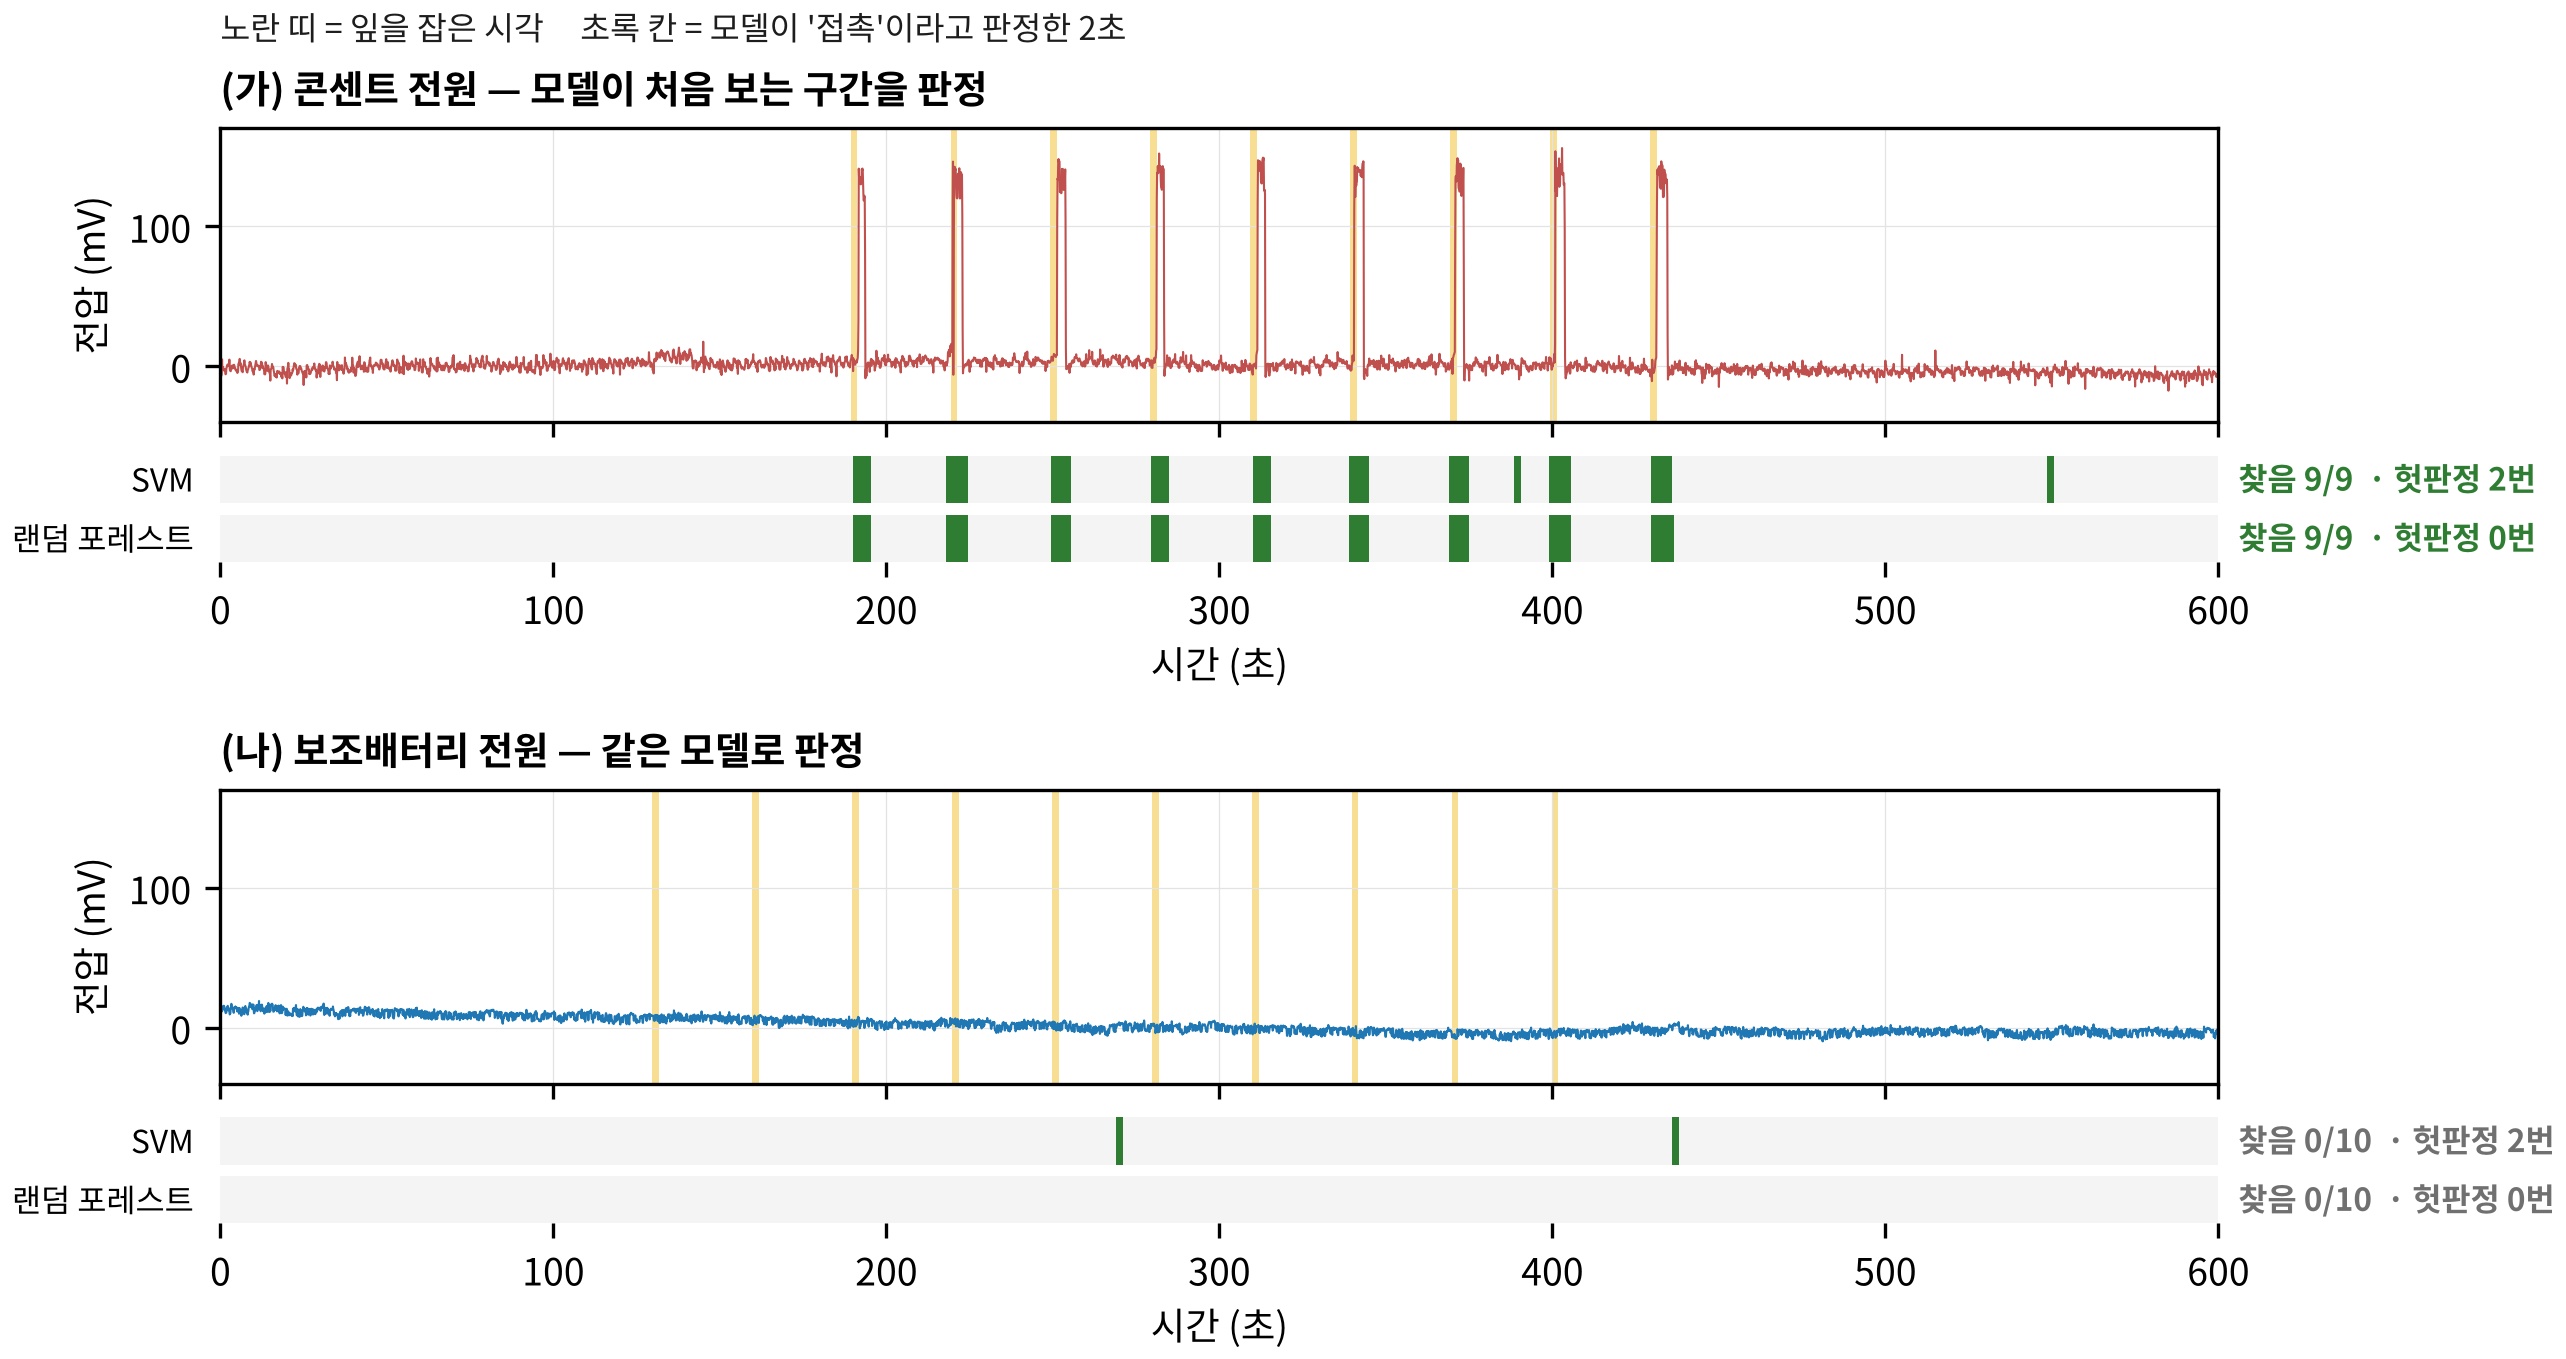 노란 띠 = 잎을 잡은 시각 초록 칸 = 모델이 '접촉'이라고 판정한 2초
(가) 콘센트 전원 — 모델이 처음 보는 구간을 판정
전압 (mV)
100
0
SVM
찾음 9/9 · 헛판정 2번
랜덤 포레스트
찾음 9/9 · 헛판정 0번
0 100 200 300 400 500 600
시간 (초)
(나) 보조배터리 전원 — 같은 모델로 판정
전압 (mV)
100
0
SVM
찾음 0/10 · 헛판정 2번
랜덤 포레스트
찾음 0/10 · 헛판정 0번
0 100 200 300 400 500 600
시간 (초)